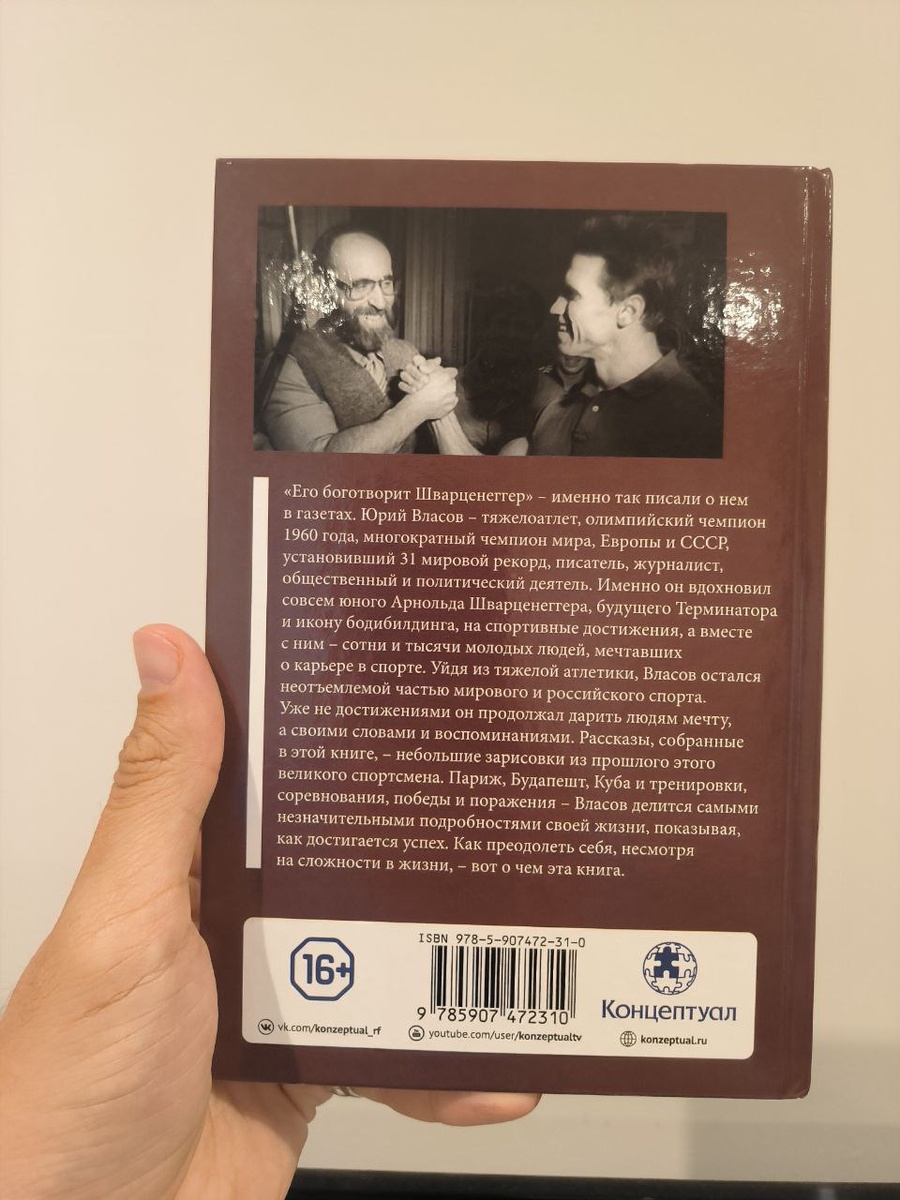 «Его боготворит Шварценеггер» – именно так писали о нем
в газетах. Юрий Власов – тяжелоатлет, олимпийский чемпион
1960 года, многократный чемпион мира, Европы и СССР,
установивший 31 мировой рекорд, писатель, журналист,
общественный и политический деятель. Именно он вдохновил
совсем юного Арнольда Шварценеггера, будущего Терминатора
и икону бодибилдинга, на спортивные достижения, а вместе
с ним – сотни и тысячи молодых людей, мечтавших
о карьере в спорте. Уйдя из тяжелой атлетики, Власов остался
неотъемлемой частью мирового и российского спорта.
Уже не достижениями он продолжал дарить людям мечту,
а своими словами и воспоминаниями. Рассказы, собранные
в этой книге, – небольшие зарисовки из прошлого этого
великого спортсмена. Париж, Будапешт, Куба и тренировки,
соревнования, победы и поражения – Власов делится самыми
незначительными подробностями своей жизни, показывая,
как достигается успех. Как преодолеть себя, несмотря
на сложности в жизни, – вот о чем эта книга.
16+
ISBN 978-5-907472-31-0
9 785907 472310
Концептуал
vk.com/konzeptual_rf
youtube.com/user/konzeptualtv
konzeptual.ru